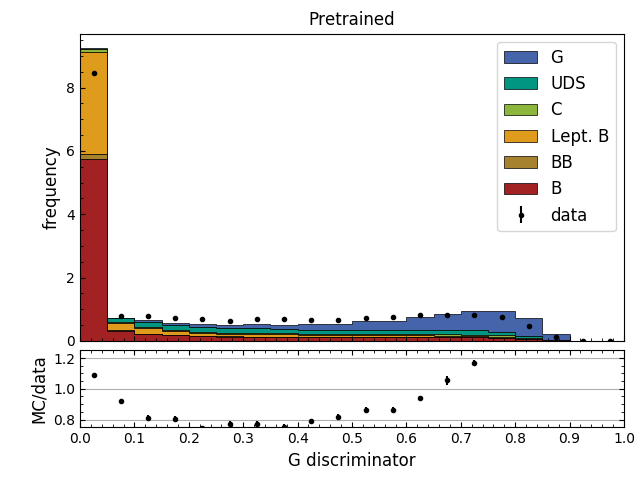 Pretrained
frequency
8
6
4
2
0
G
UDS
C
Lept. B
BB
B
data
MC/data
1.2
1.0
0.8
0.0 0.1 0.2 0.3 0.4 0.5 0.6 0.7 0.8 0.9 1.0
G discriminator